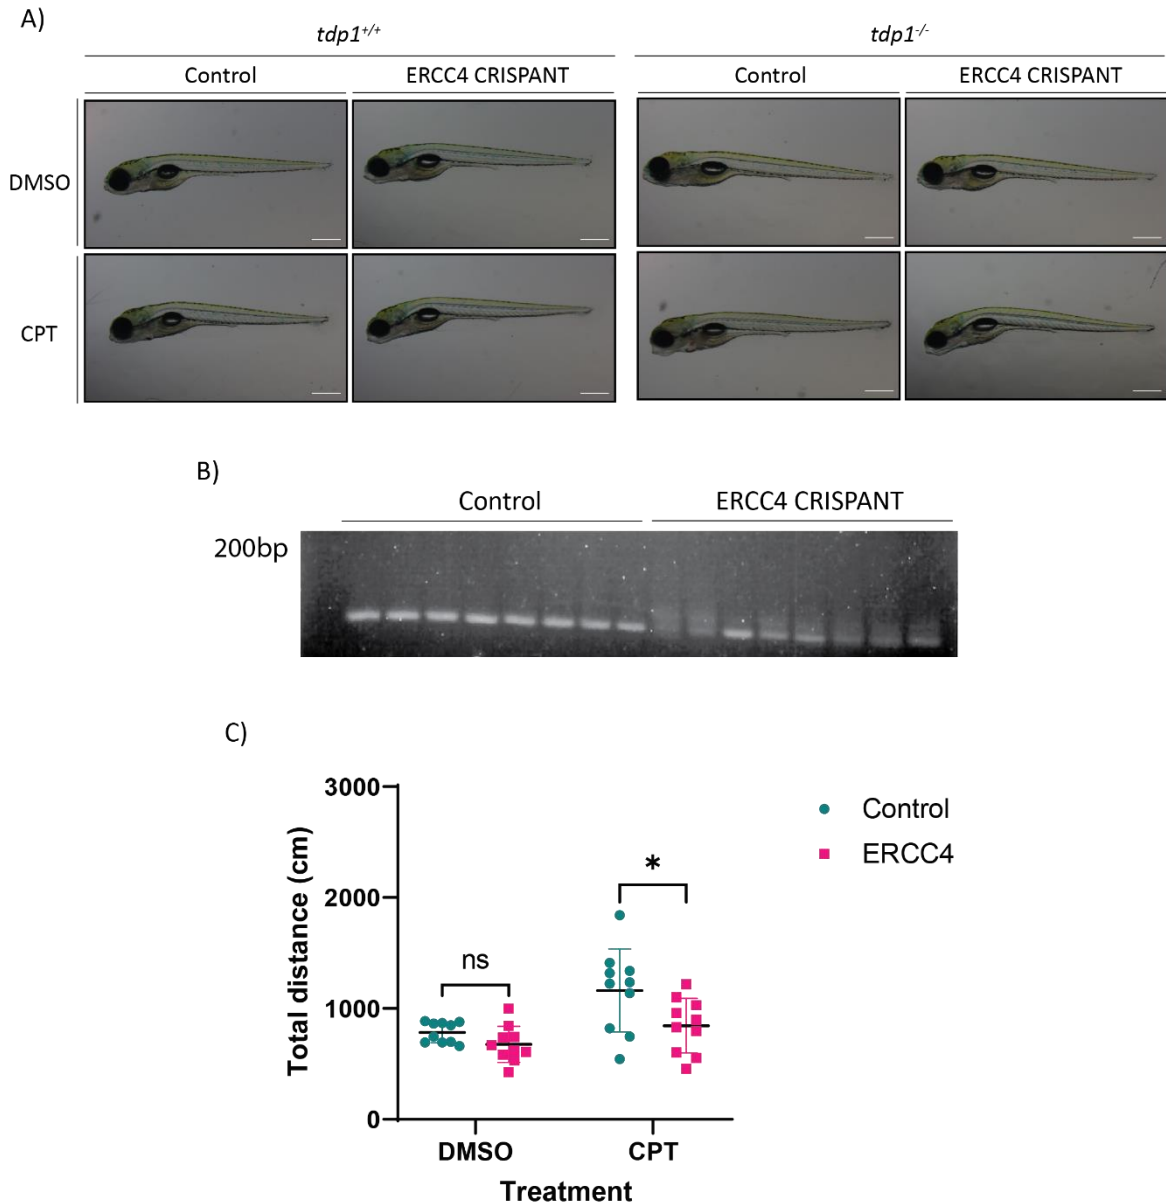 A)
tdp1+/+
tdp1-/-
Control
ERCC4 CRISPANT
Control
ERCC4 CRISPANT
DMSO
CPT
B)
Control
ERCC4 CRISPANT
200bp
C)
3000
2000
1000
0
Total distance (cm)
ns
*
Control
ERCC4
DMSO
CPT
Treatment